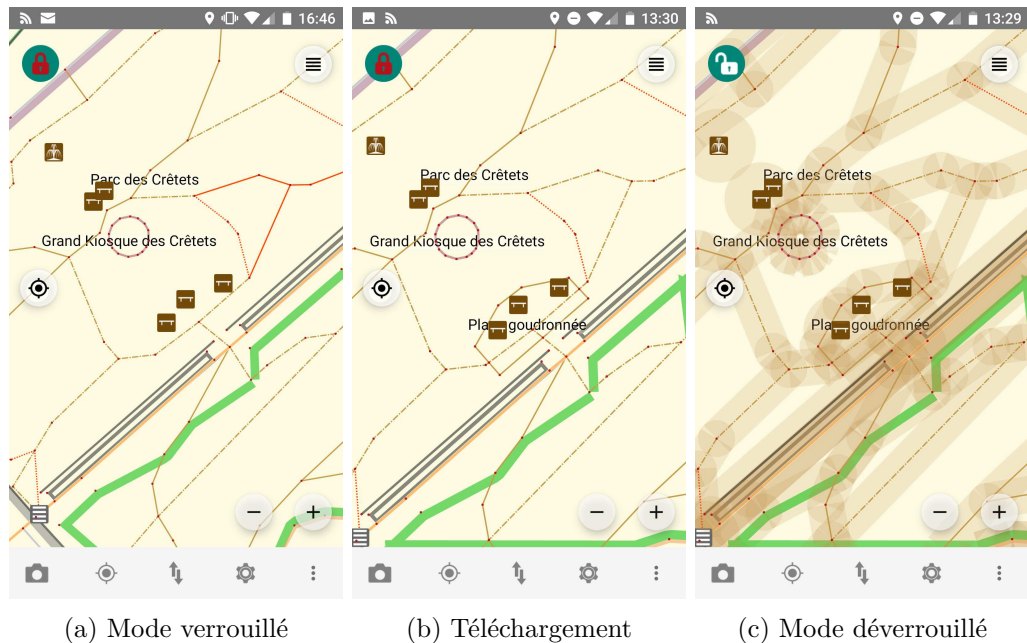 16:46
13:30
13:29
Parc des Crêtets
Grand Kiosque des Crêtets
Parc des Crêtets
Grand Kiosque des Crêtets
goudronnée
Parc des Crêtets
Grand Kiosque des Crêtets
goudronnée
(a) Mode verrouillé
(b) Téléchargement
(c) Mode déverrouillé